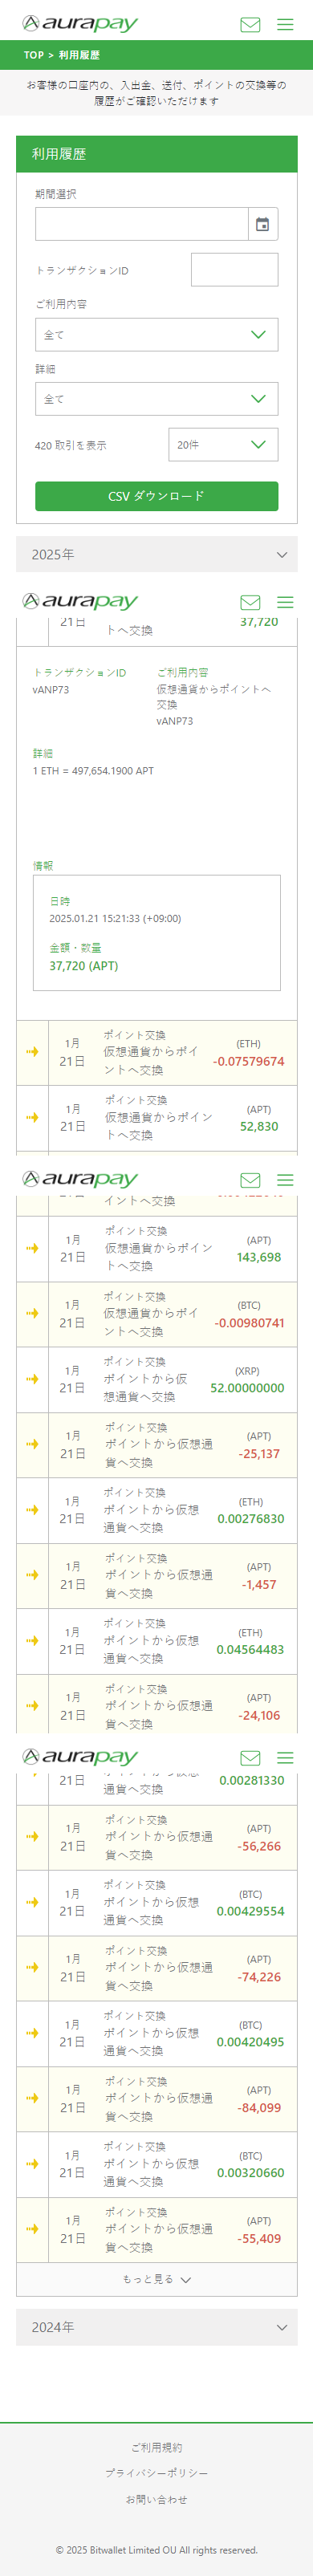 aurapay
TOP > 利用履歴
お客様の口座内の、入出金、送付、ポイントの交換等の
履歴がご確認いただけます
利用履歴
期間選択
トランザクションID
ご利用内容
全て
詳細
全て
420 取引を表示
20件
CSV ダウンロード
2025年
aurapay
21日
トへ交換
37,720
トランザクションID
vANP73
ご利用内容
仮想通貨からポイントへ
交換
vANP73
詳細
1 ETH = 497,654.1900 APT
情報
日時
2025.01.21 15:21:33 (+09:00)
金額・数量
37,720 (APT)
1月
21日
ポイント交換
仮想通貨からポイ
ントへ交換
(ETH)
-0.07579674
1月
21日
ポイント交換
仮想通貨からポイン
トへ交換
(APT)
52,830
aurapay
イントへ交換
1月
21日
ポイント交換
仮想通貨からポイン
トへ交換
(APT)
143,698
1月
21日
ポイント交換
仮想通貨からポイ
ントへ交換
(BTC)
-0.00980741
1月
21日
ポイント交換
ポイントから仮
想通貨へ交換
(XRP)
52.00000000
1月
21日
ポイント交換
ポイントから仮想通
貨へ交換
(APT)
-25,137
1月
21日
ポイント交換
ポイントから仮想
通貨へ交換
(ETH)
0.00276830
1月
21日
ポイント交換
ポイントから仮想通
貨へ交換
(APT)
-1,457
1月
21日
ポイント交換
ポイントから仮想
通貨へ交換
(ETH)
0.04564483
1月
21日
ポイント交換
ポイントから仮想通
貨へ交換
(APT)
-24,106
aurapay
21日
通貨へ交換
0.00281330
1月
21日
ポイント交換
ポイントから仮想通
貨へ交換
(APT)
-56,266
1月
21日
ポイント交換
ポイントから仮想
通貨へ交換
(BTC)
0.00429554
1月
21日
ポイント交換
ポイントから仮想通
貨へ交換
(APT)
-74,226
1月
21日
ポイント交換
ポイントから仮想
通貨へ交換
(BTC)
0.00420495
1月
21日
ポイント交換
ポイントから仮想通
貨へ交換
(APT)
-84,099
1月
21日
ポイント交換
ポイントから仮想
通貨へ交換
(BTC)
0.00320660
1月
21日
ポイント交換
ポイントから仮想通
貨へ交換
(APT)
-55,409
もっと見る
2024年
ご利用規約
プライバシーポリシー
お問い合わせ
© 2025 Bitwallet Limited OU All rights reserved.